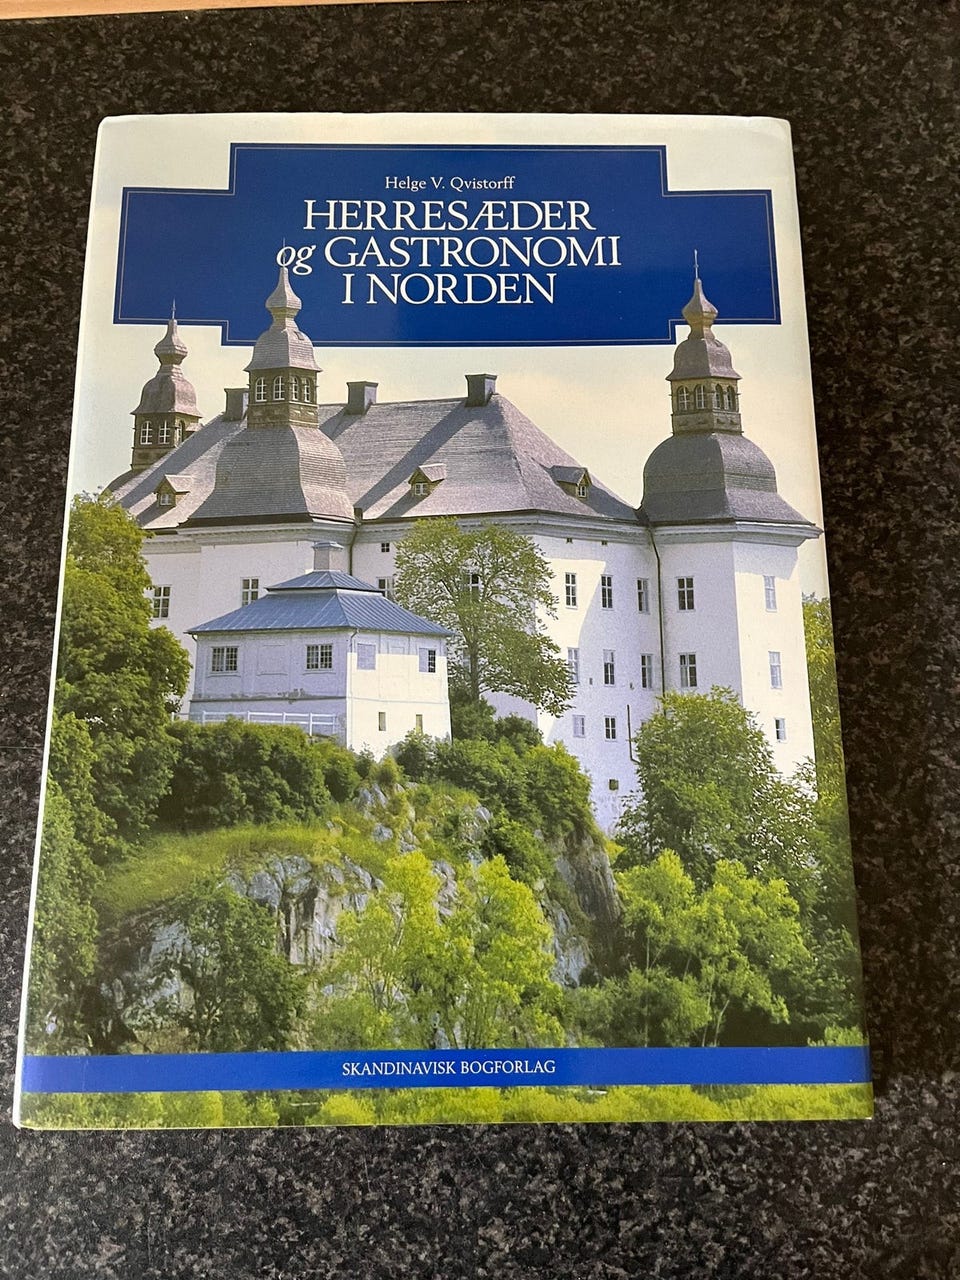 Helge V. Qvistorff
HERRESÆDER
og GASTRONOMI
I NORDEN
SKANDINAVISK BOGFORLAG